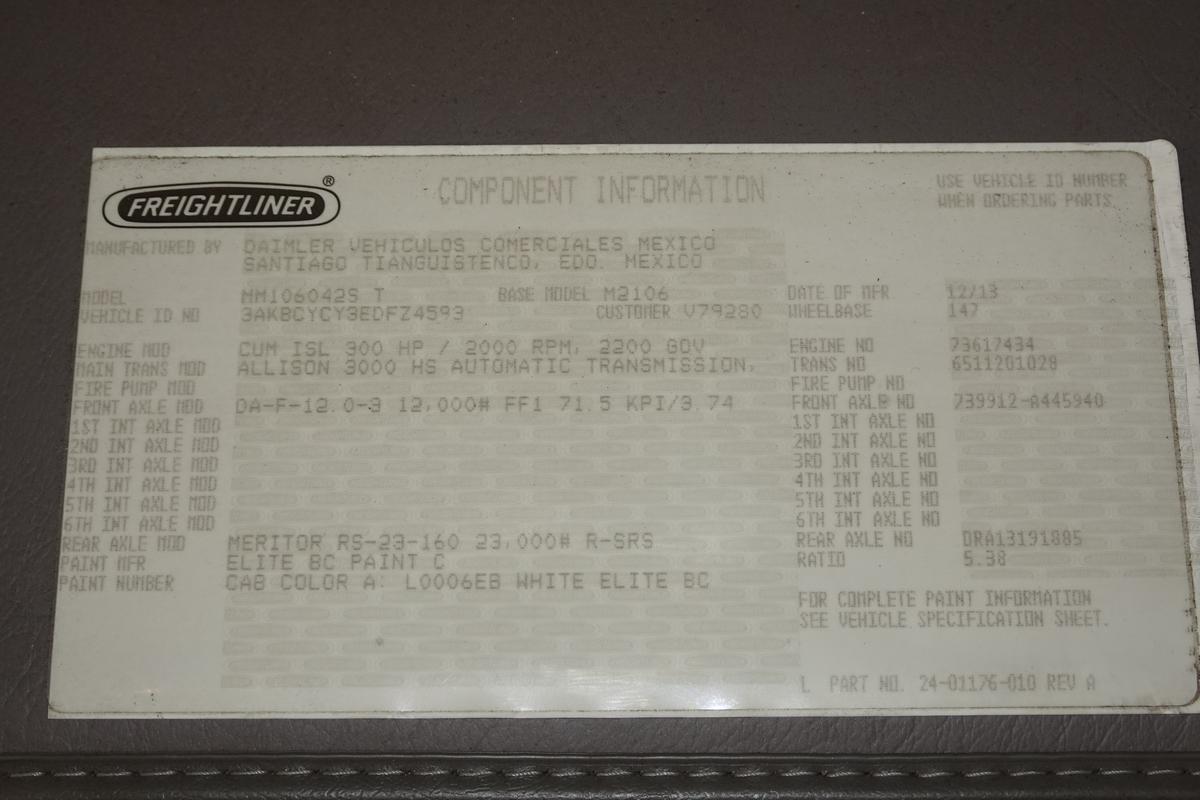 FREIGHTLINER ®
COMPONENT INFORMATION
USE VEHICLE ID NUMBER
WHEN ORDERING PARTS.
MANUFACTURED BY DAIMLER VEHICULOS COMERCIALES MEXICO
SANTIAGO TIANGUISTENCO, EDO. MEXICO
MODEL MM106042S T BASE MODEL M2106 DATE OF MFR 12/13
VEHICLE ID NO 3AKBCYCY3EDFZ4593 CUSTOMER V79280 WHEELBASE 147
ENGINE MOD CUM ISL 300 HP / 2000 RPM, 2200 GOV ENGINE NO 73617434
MAIN TRANS MOD ALLISON 3000 HS AUTOMATIC TRANSMISSION, TRANS NO 6511201028
FIRE PUMP MOD FIRE PUMP NO
FRONT AXLE MOD DA-F-12.0-3 12,000# FF1 71.5 KPI/3.74 FRONT AXLE NO 739912-A445940
1ST INT AXLE MOD 1ST INT AXLE NO
2ND INT AXLE MOD 2ND INT AXLE NO
3RD INT AXLE MOD 3RD INT AXLE NO
4TH INT AXLE MOD 4TH INT AXLE NO
5TH INT AXLE MOD 5TH INT AXLE NO
6TH INT AXLE MOD 6TH INT AXLE NO
REAR AXLE MOD MERITOR RS-23-160 23,000# R-SRS REAR AXLE NO DRA13191885
PAINT MFR ELITE BC PAINT C RATIO 5.38
PAINT NUMBER CAB COLOR A: L0006EB WHITE ELITE BC
FOR COMPLETE PAINT INFORMATION
SEE VEHICLE SPECIFICATION SHEET.
L PART NO. 24-01176-010 REV A